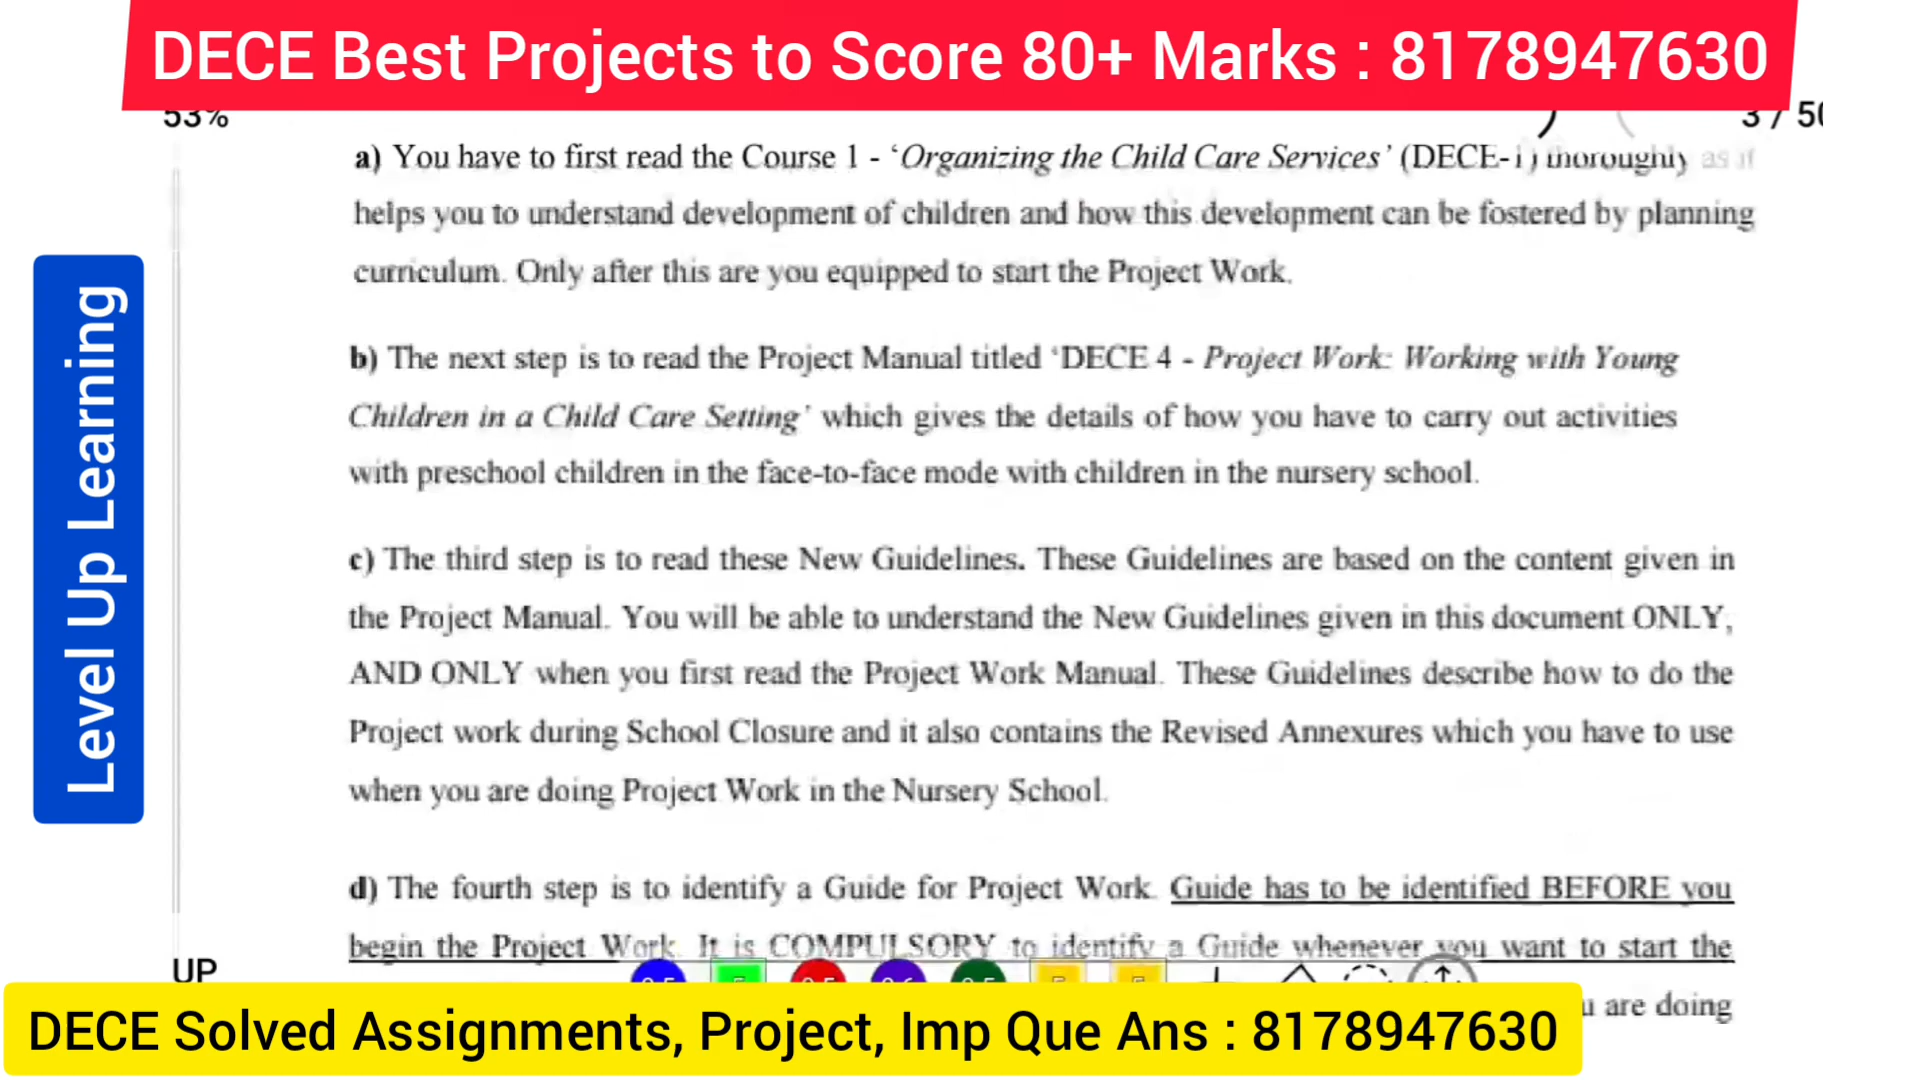 DECE Best Projects to Score 80+ Marks : 8178947630
53%
a) You have to first read the Course 1 - ‘Organizing the Child Care Services’ (DECE-1) thoroughly as it
helps you to understand development of children and how this development can be fostered by planning
curriculum. Only after this are you equipped to start the Project Work.
b) The next step is to read the Project Manual titled ‘DECE 4 - Project Work: Working with Young
Children in a Child Care Setting’ which gives the details of how you have to carry out activities
with preschool children in the face-to-face mode with children in the nursery school.
c) The third step is to read these New Guidelines. These Guidelines are based on the content given in
the Project Manual. You will be able to understand the New Guidelines given in this document ONLY,
AND ONLY when you first read the Project Work Manual. These Guidelines describe how to do the
Project work during School Closure and it also contains the Revised Annexures which you have to use
when you are doing Project Work in the Nursery School.
d) The fourth step is to identify a Guide for Project Work. Guide has to be identified BEFORE you
begin the Project Work. It is COMPULSORY to identify a Guide whenever you want to start the
are doing
Level Up Learning
UP
DECE Solved Assignments, Project, Imp Que Ans : 8178947630